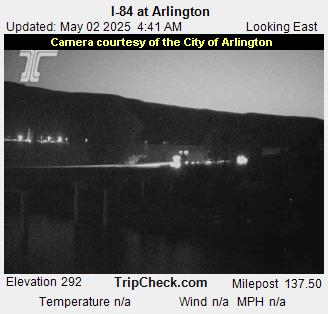 I-84 at Arlington
Updated: May 02 2025 4:41 AM Looking East
Camera courtesy of the City of Arlington
Elevation 292 TripCheck.com Milepost 137.50
Temperature n/a Wind n/a MPH n/a